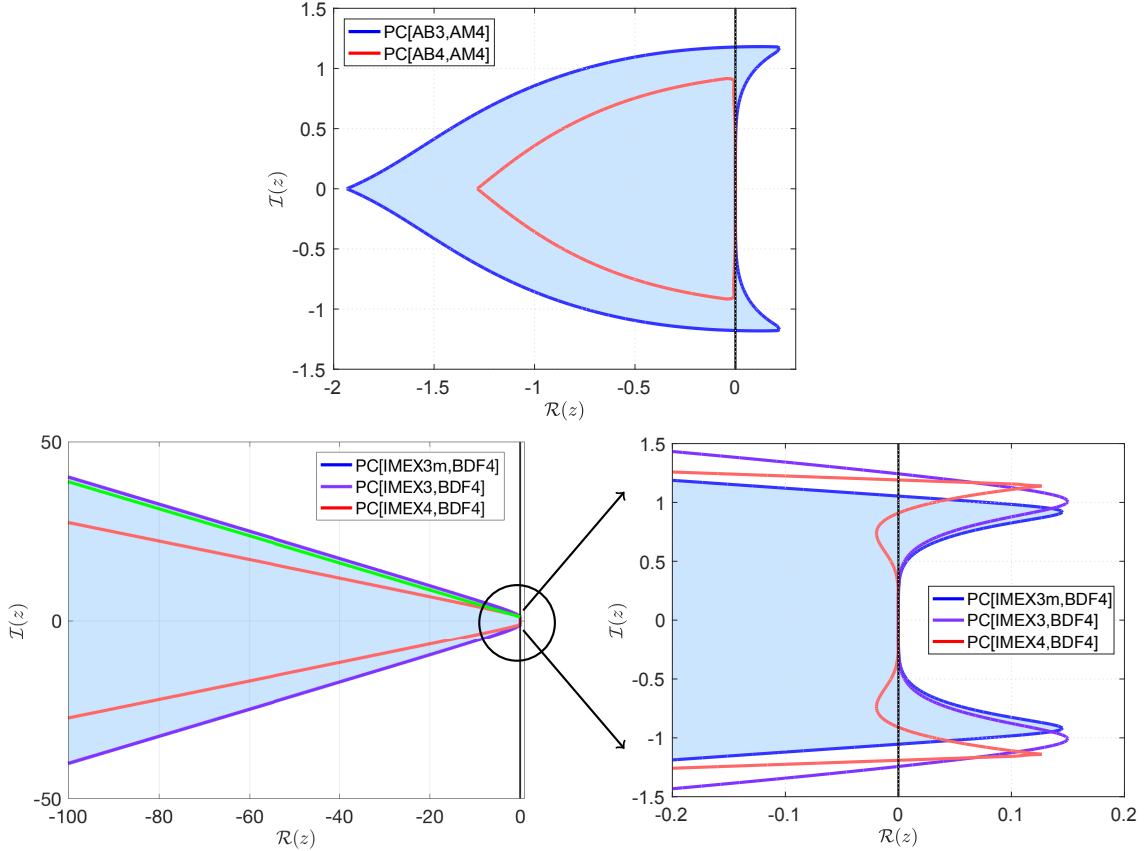 1.5
1
0.5
0
-0.5
-1
-1.5
ℐ(z)
PC[AB3,AM4]
PC[AB4,AM4]
-2
-1.5
-1
-0.5
0
ℛ(z)
50
0
-50
ℐ(z)
PC[IMEX3m,BDF4]
PC[IMEX3,BDF4]
PC[IMEX4,BDF4]
-100
-80
-60
-40
-20
0
ℛ(z)
1.5
1
0.5
0
-0.5
-1
-1.5
ℐ(z)
PC[IMEX3m,BDF4]
PC[IMEX3,BDF4]
PC[IMEX4,BDF4]
-0.2
-0.1
0
0.1
0.2
ℛ(z)